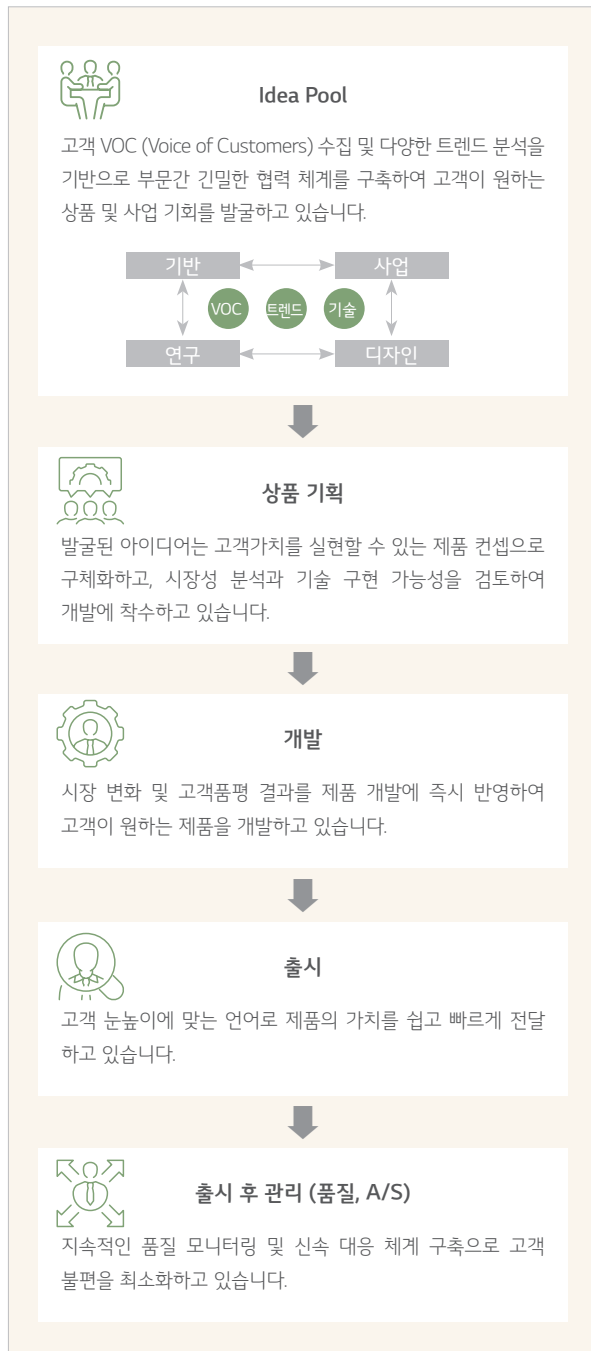 Idea Pool
고객 VOC (Voice of Customers) 수집 및 다양한 트렌드 분석을
기반으로 부문간 긴밀한 협력 체계를 구축하여 고객이 원하는
상품 및 사업 기회를 발굴하고 있습니다.
기반 사업
VOC 트렌드 기술
연구 디자인
상품 기획
발굴된 아이디어는 고객가치를 실현할 수 있는 제품 컨셉으로
구체화하고, 시장성 분석과 기술 구현 가능성을 검토하여
개발에 착수하고 있습니다.
개발
시장 변화 및 고객품평 결과를 제품 개발에 즉시 반영하여
고객이 원하는 제품을 개발하고 있습니다.
출시
고객 눈높이에 맞는 언어로 제품의 가치를 쉽고 빠르게 전달
하고 있습니다.
출시 후 관리 (품질, A/S)
지속적인 품질 모니터링 및 신속 대응 체계 구축으로 고객
불편을 최소화하고 있습니다.